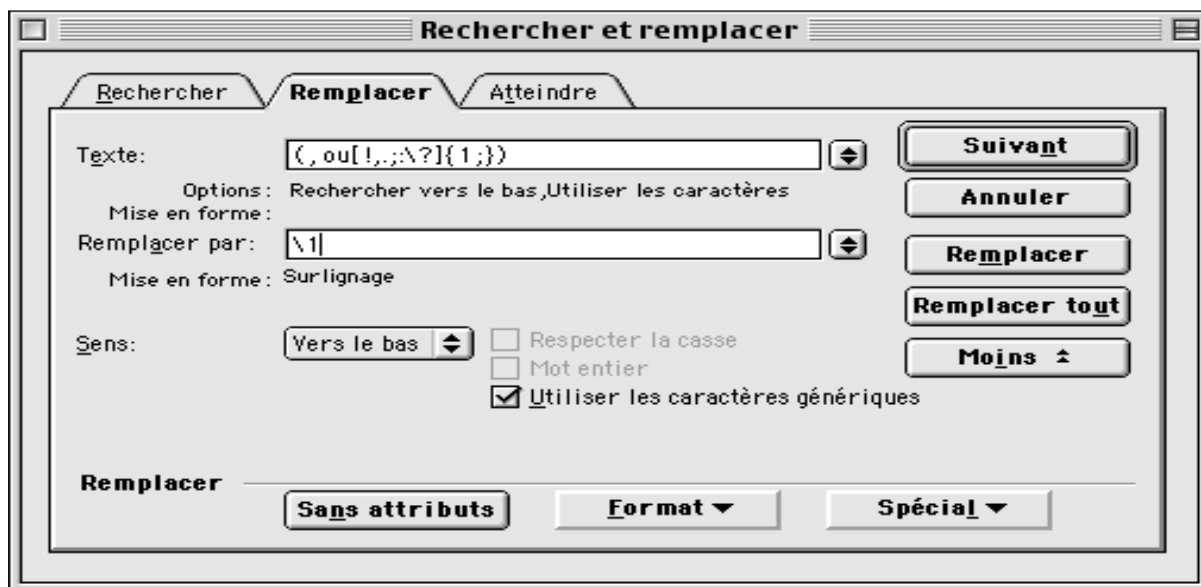 Rechercher et remplacer
Rechercher Remplacer Atteindre
Texte: (,ou[!,.;:\?]{1;}) Suivant
Options: Rechercher vers le bas,Utiliser les caractères
Mise en forme: Annuler
Remplacer par: \1 Remplacer
Mise en forme: Surlignage
Remplacer tout
Sens: Vers le bas Respecter la casse Moins
Mot entier
Utiliser les caractères génériques
Remplacer
Sans attributs Format Spécial